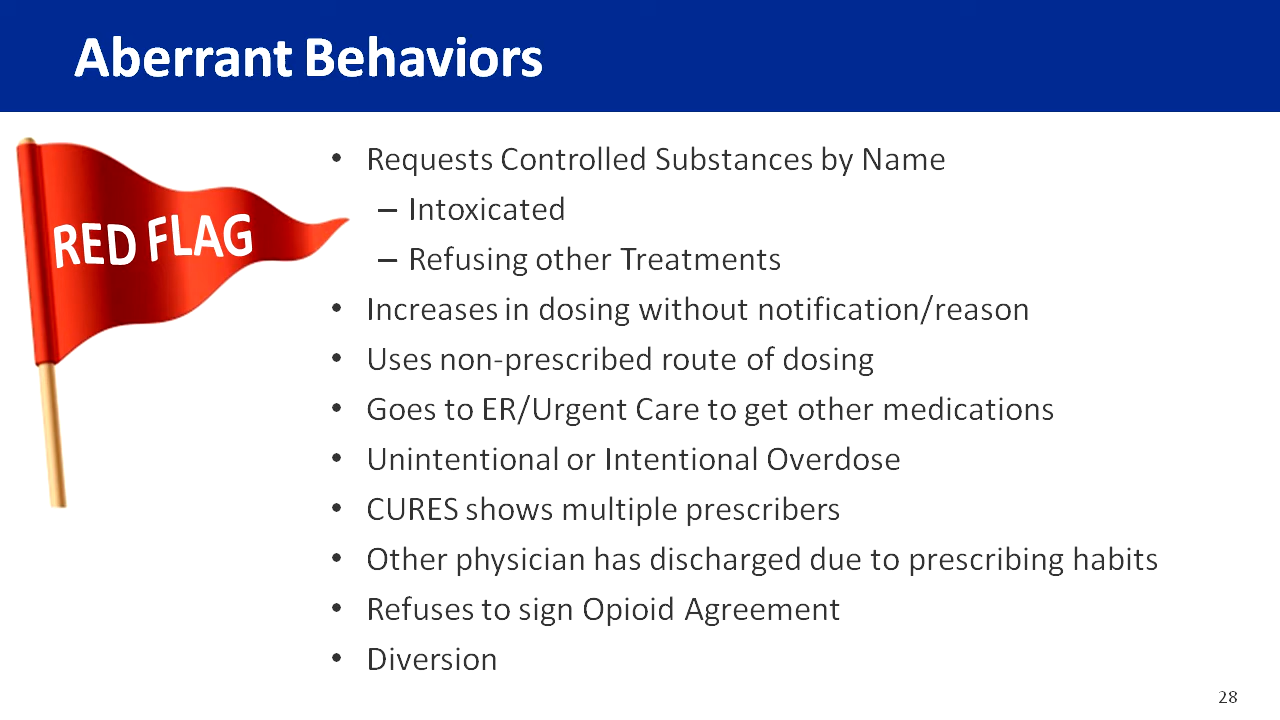 Aberrant Behaviors
RED FLAG
• Requests Controlled Substances by Name
– Intoxicated
– Refusing other Treatments
• Increases in dosing without notification/reason
• Uses non-prescribed route of dosing
• Goes to ER/Urgent Care to get other medications
• Unintentional or Intentional Overdose
• CURES shows multiple prescribers
• Other physician has discharged due to prescribing habits
• Refuses to sign Opioid Agreement
• Diversion
28